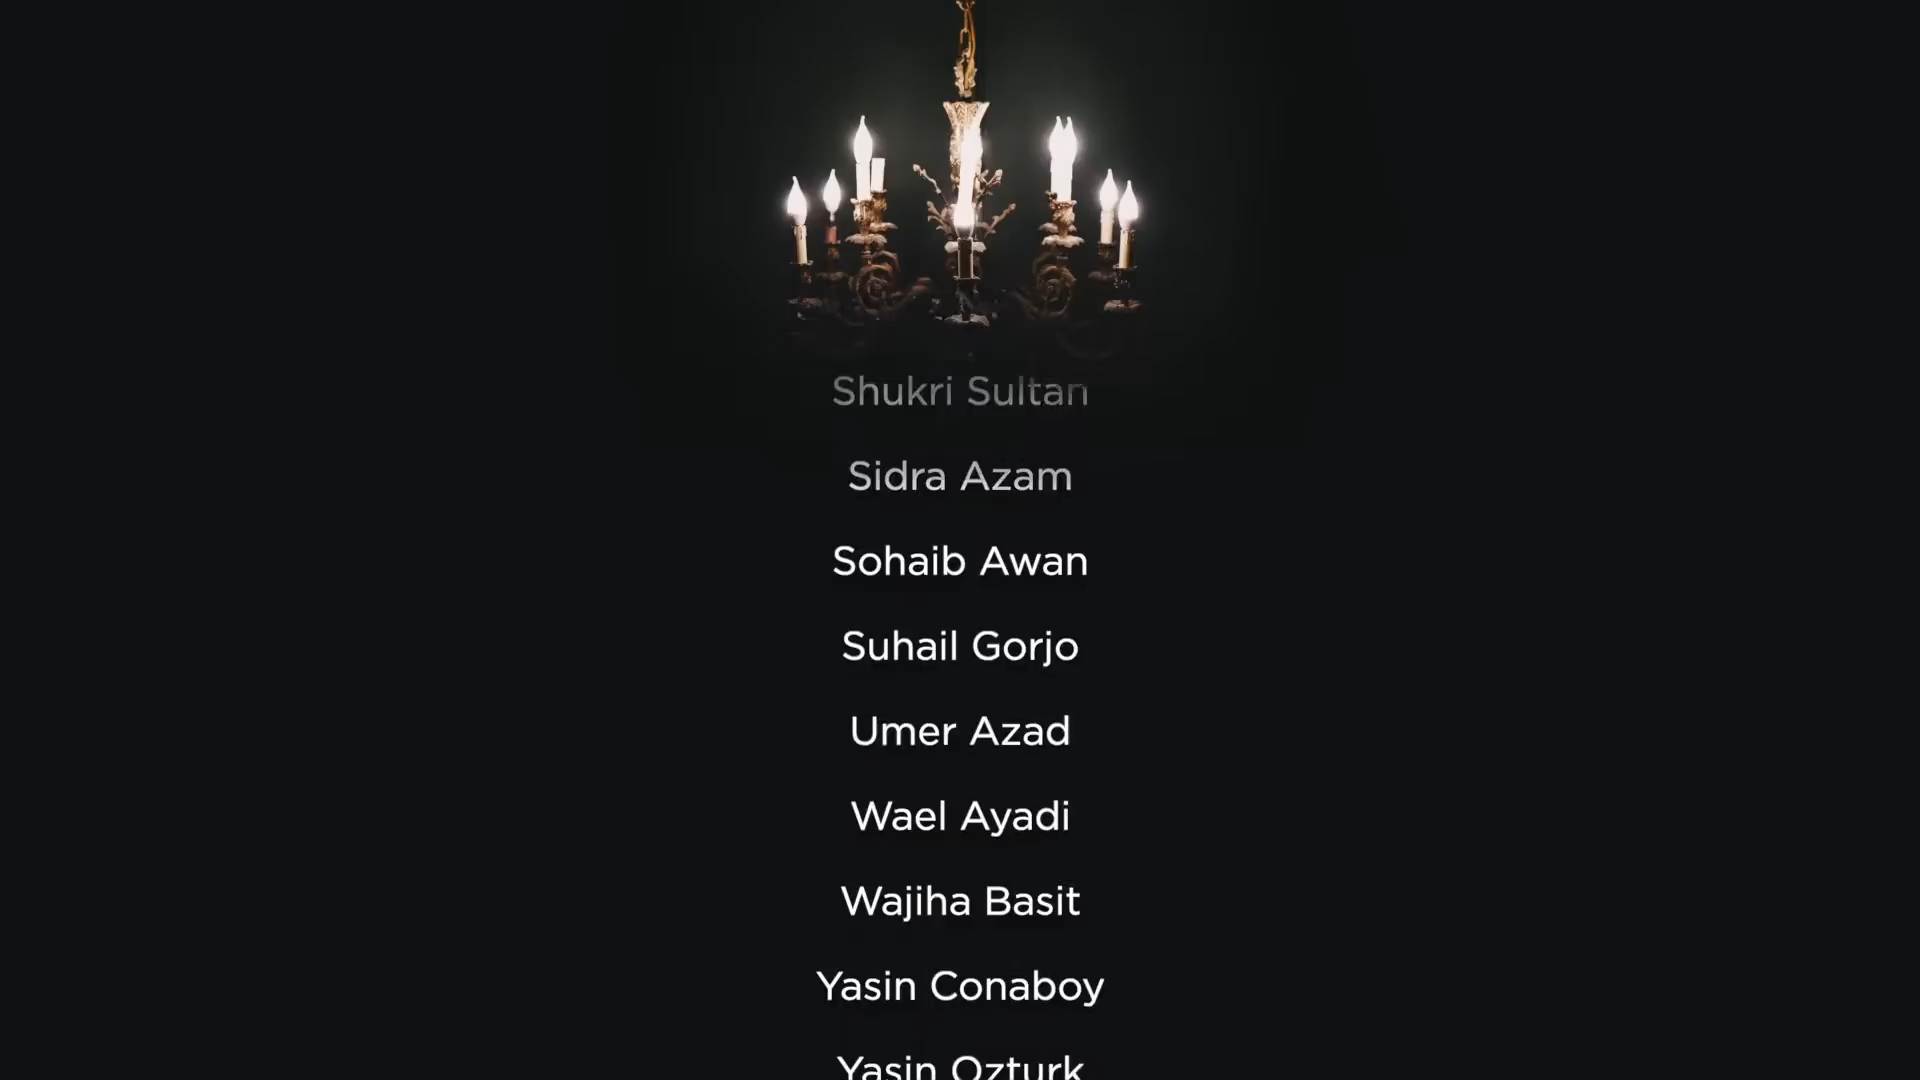 Shukri Sultan
Sidra Azam
Sohaib Awan
Suhail Gorjo
Umer Azad
Wael Ayadi
Wajiha Basit
Yasin Conaboy
Yasin Ozturk